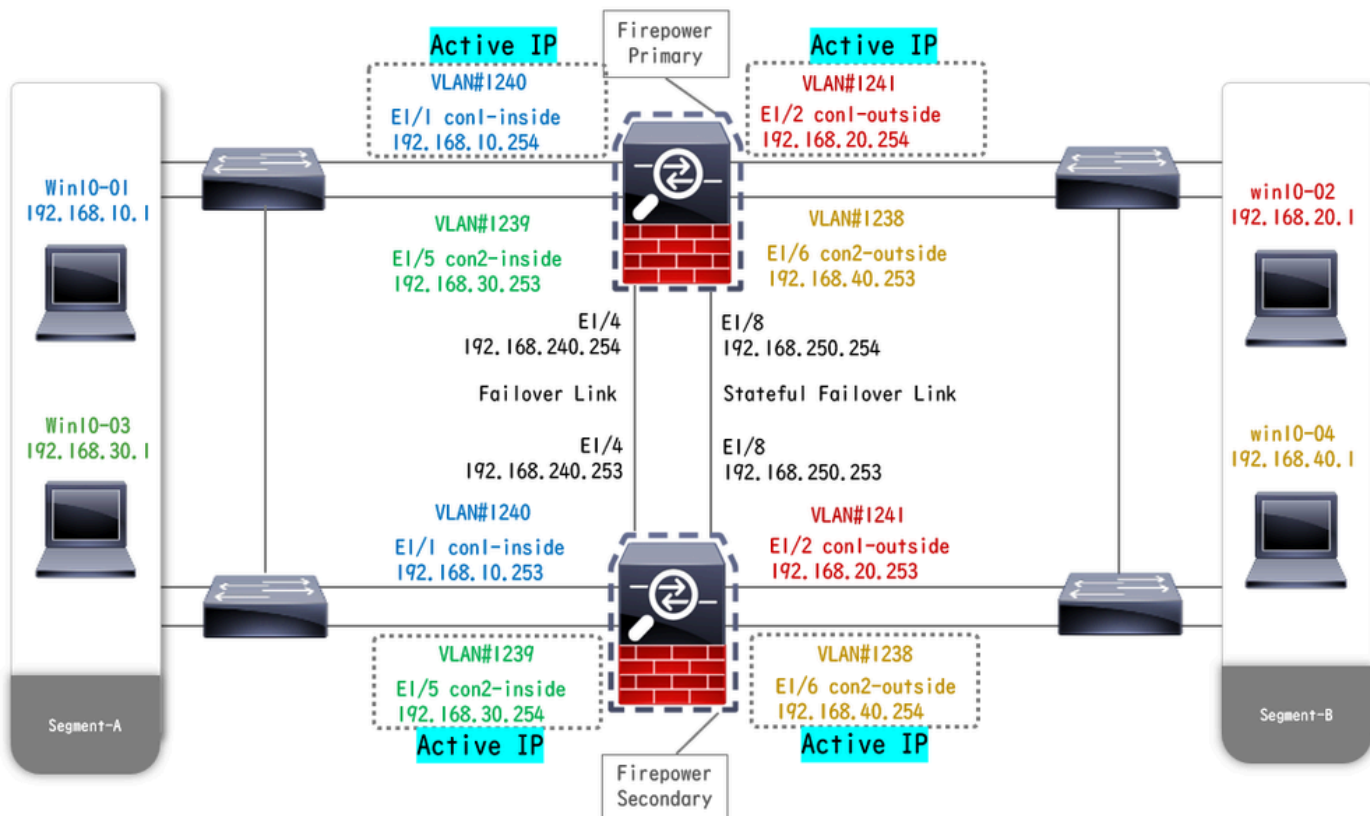 Firepower
Primary
Active IP
VLAN#1240
E1/1 con1-inside
192.168.10.254
Active IP
VLAN#1241
E1/2 con1-outside
192.168.20.254
Win10-01
192.168.10.1
win10-02
192.168.20.1
VLAN#1239
E1/5 con2-inside
192.168.30.253
VLAN#1238
E1/6 con2-outside
192.168.40.253
E1/4
192.168.240.254
E1/8
192.168.250.254
Failover Link
Stateful Failover Link
Win10-03
192.168.30.1
win10-04
192.168.40.1
E1/4
192.168.240.253
E1/8
192.168.250.253
VLAN#1240
E1/1 con1-inside
192.168.10.253
VLAN#1241
E1/2 con1-outside
192.168.20.253
VLAN#1239
E1/5 con2-inside
192.168.30.254
Active IP
VLAN#1238
E1/6 con2-outside
192.168.40.254
Active IP
Segment-A
Segment-B
Firepower
Secondary